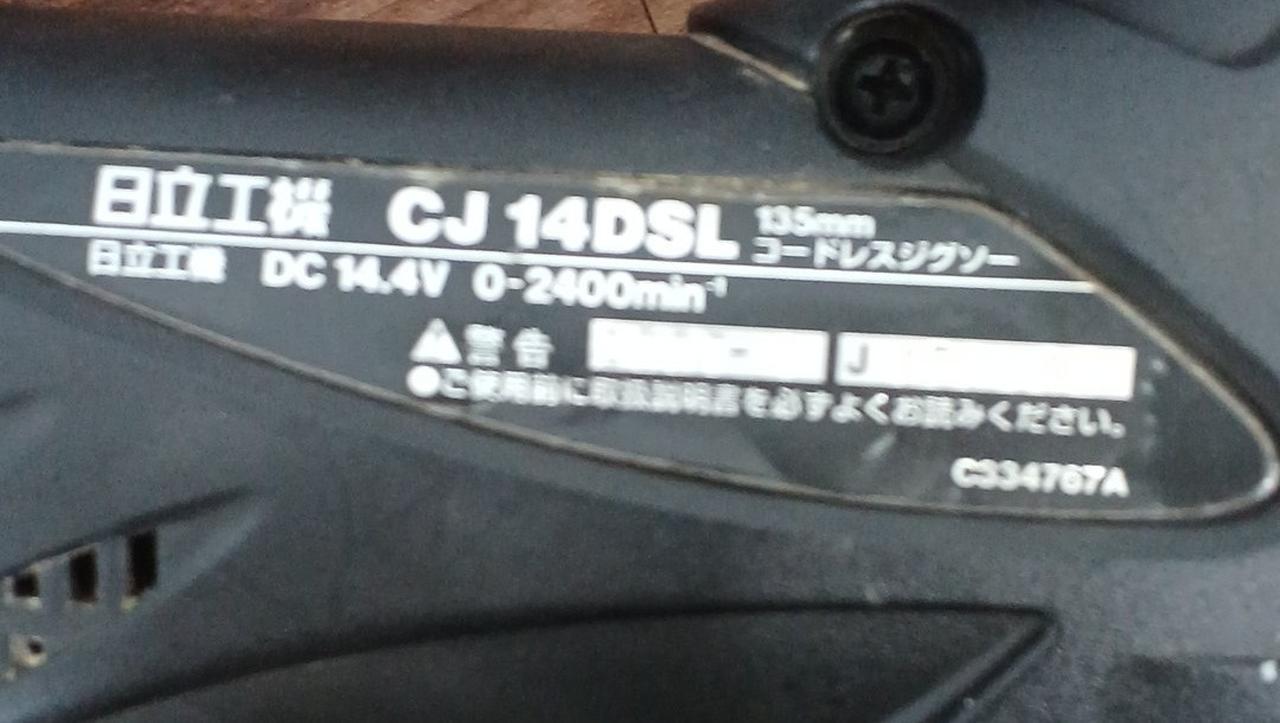 日立工機 CJ 14DSL 135mm
コードレスジグソー
日立工機 DC 14.4V 0-2400min⁻¹
警告 J
●ご使用前に取扱説明書を必ずよくお読みください。
C334767A